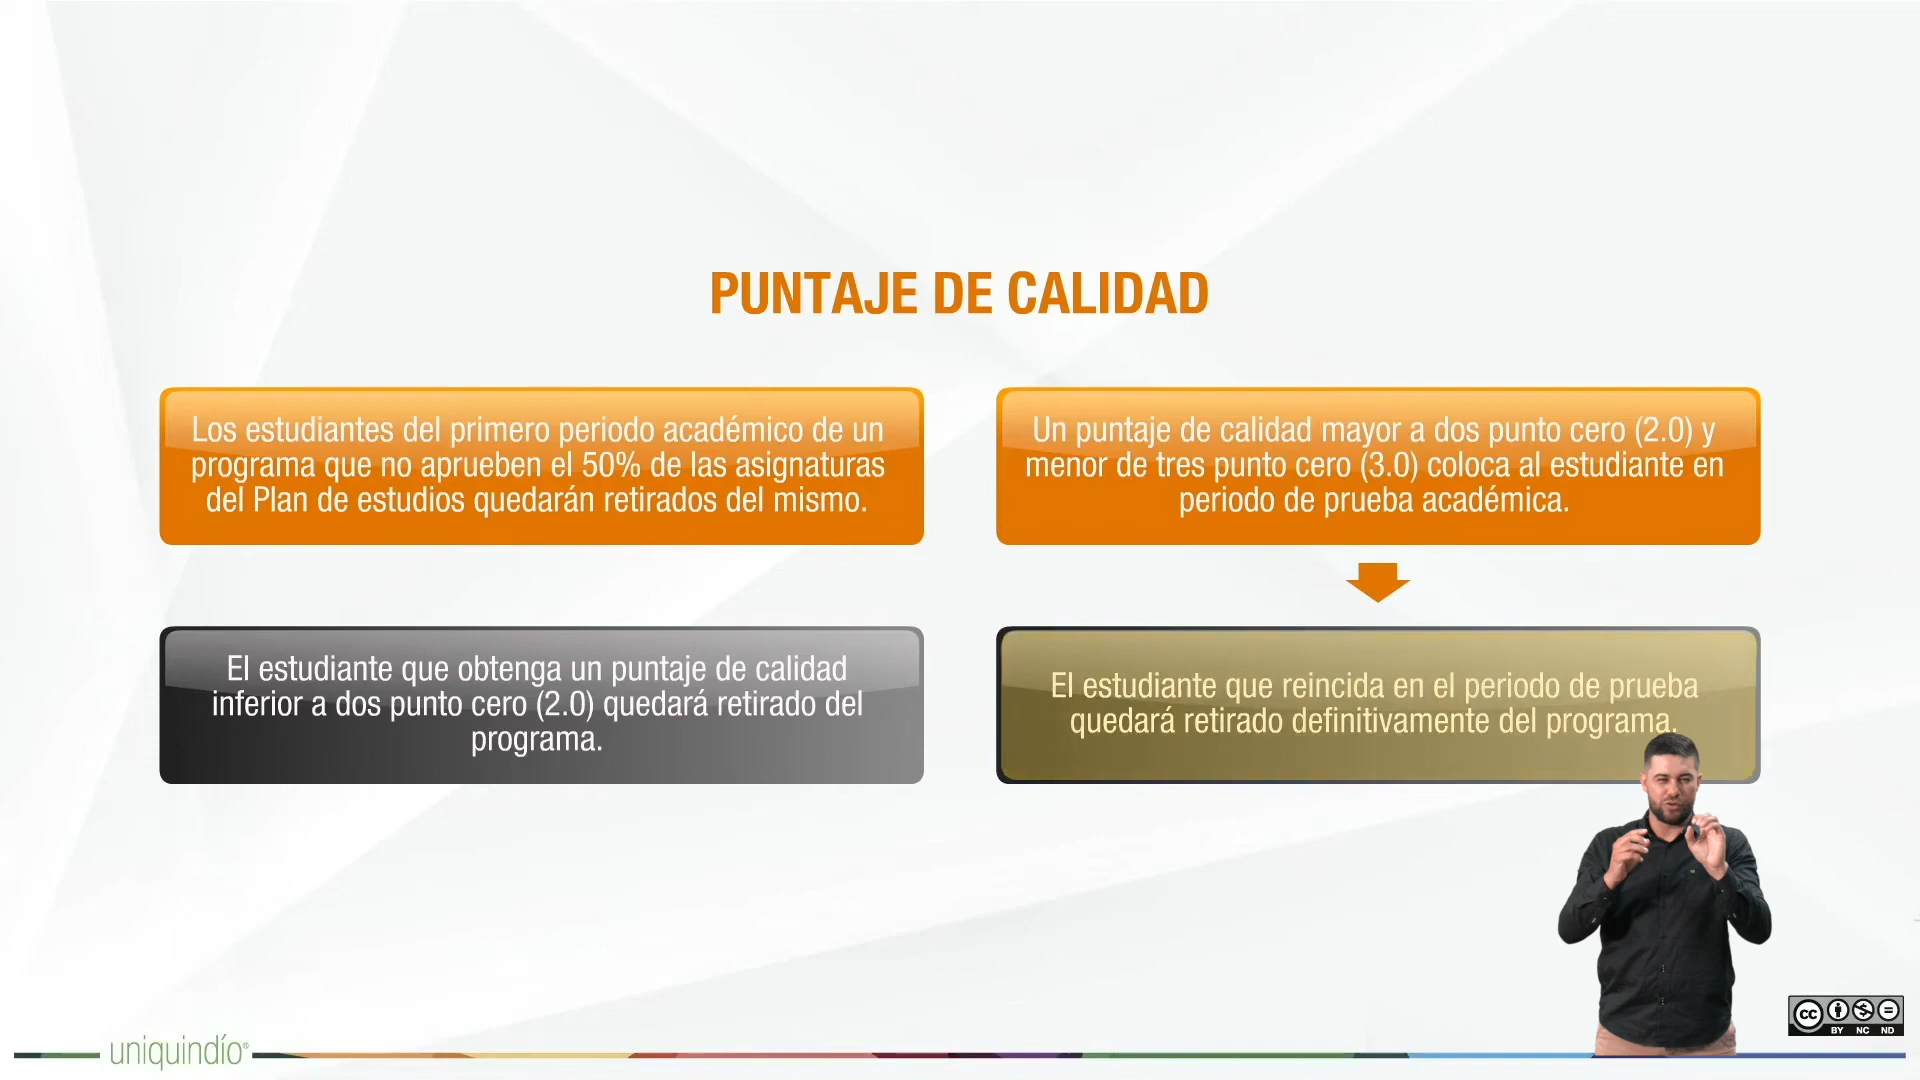 PUNTAJE DE CALIDAD
Los estudiantes del primero periodo académico de un
programa que no aprueben el 50% de las asignaturas
del Plan de estudios quedarán retirados del mismo.
Un puntaje de calidad mayor a dos punto cero (2.0) y
menor de tres punto cero (3.0) coloca al estudiante en
periodo de prueba académica.
El estudiante que obtenga un puntaje de calidad
inferior a dos punto cero (2.0) quedará retirado del
programa.
El estudiante que reincida en el periodo de prueba
quedará retirado definitivamente del programa.
uniquindío®
cc
BY NC ND